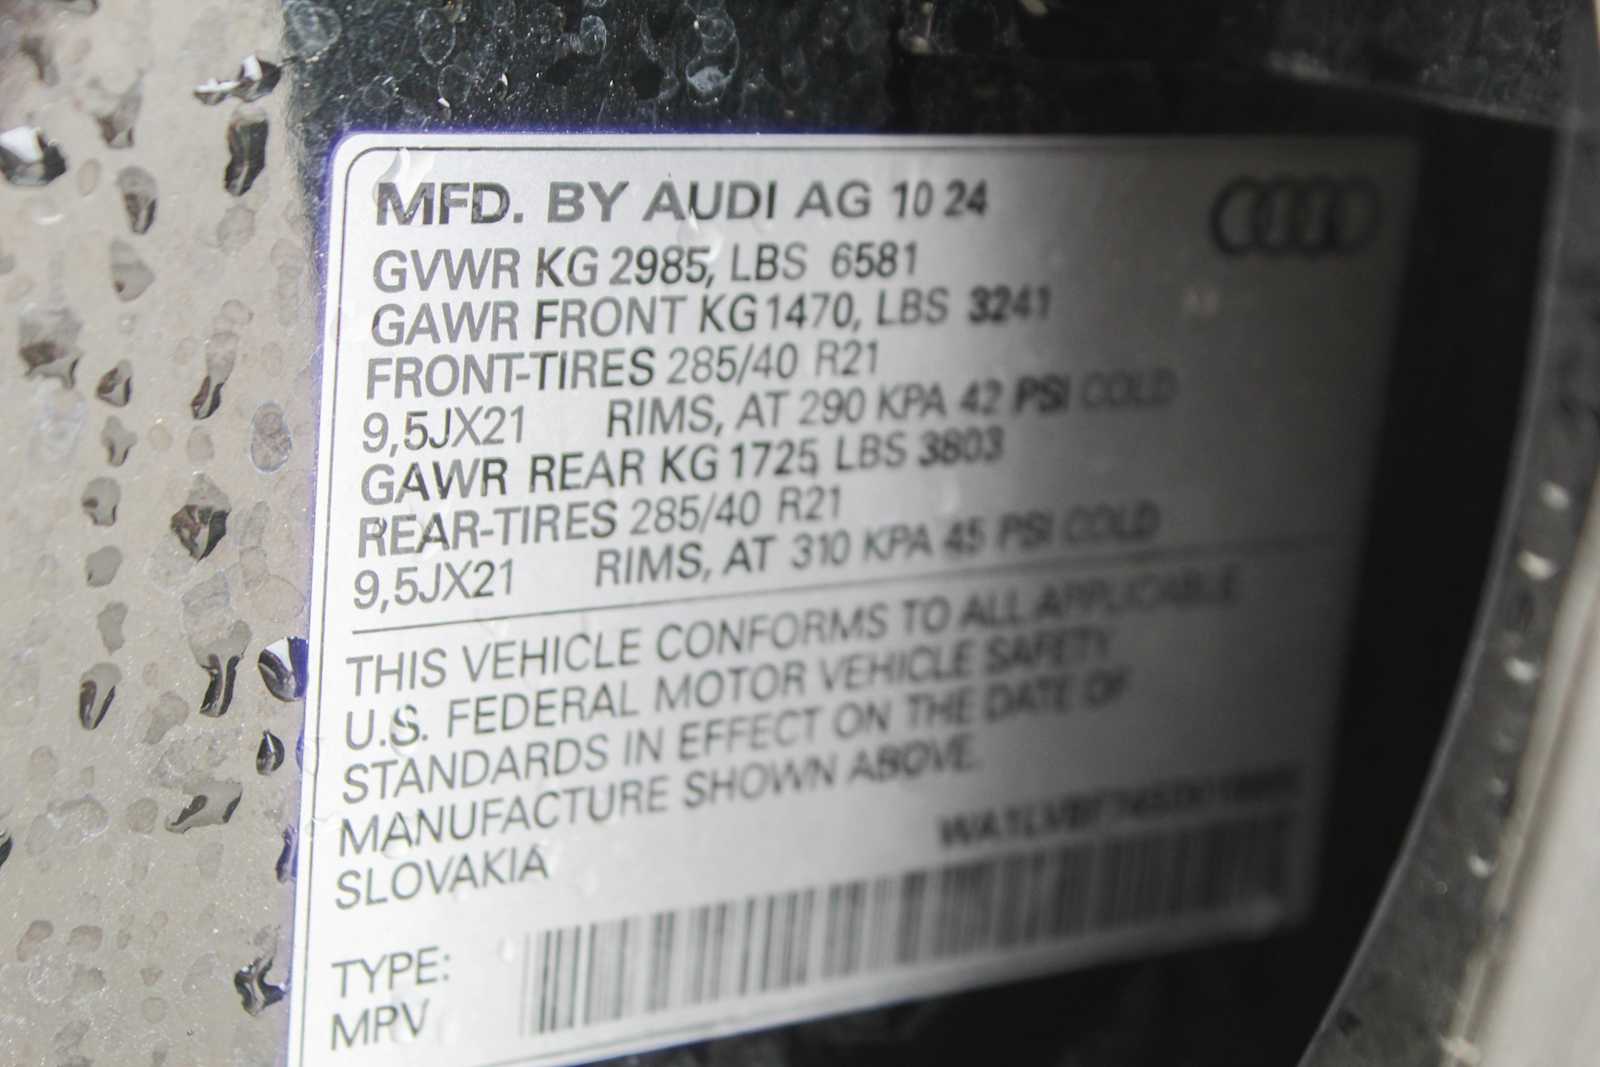 MFD. BY AUDI AG 10 24
GVWR KG 2985, LBS 6581
GAWR FRONT KG 1470, LBS 3241
FRONT-TIRES 285/40 R21
9,5JX21 RIMS, AT 290 KPA 42 PSI COLD
GAWR REAR KG 1725 LBS 3803
REAR-TIRES 285/40 R21
9,5JX21 RIMS, AT 310 KPA 45 PSI COLD
THIS VEHICLE CONFORMS TO ALL APPLICABLE
U.S. FEDERAL MOTOR VEHICLE SAFETY
STANDARDS IN EFFECT ON THE DATE OF
MANUFACTURE SHOWN ABOVE.
SLOVAKIA
TYPE:
MPV